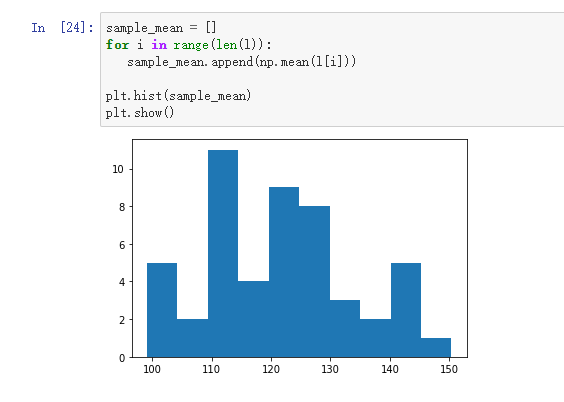 In [24]: sample_mean = []
for i in range(len(l)):
sample_mean.append(np.mean(l[i]))
plt.hist(sample_mean)
plt.show()
10
8
6
4
2
0
100 110 120 130 140 150